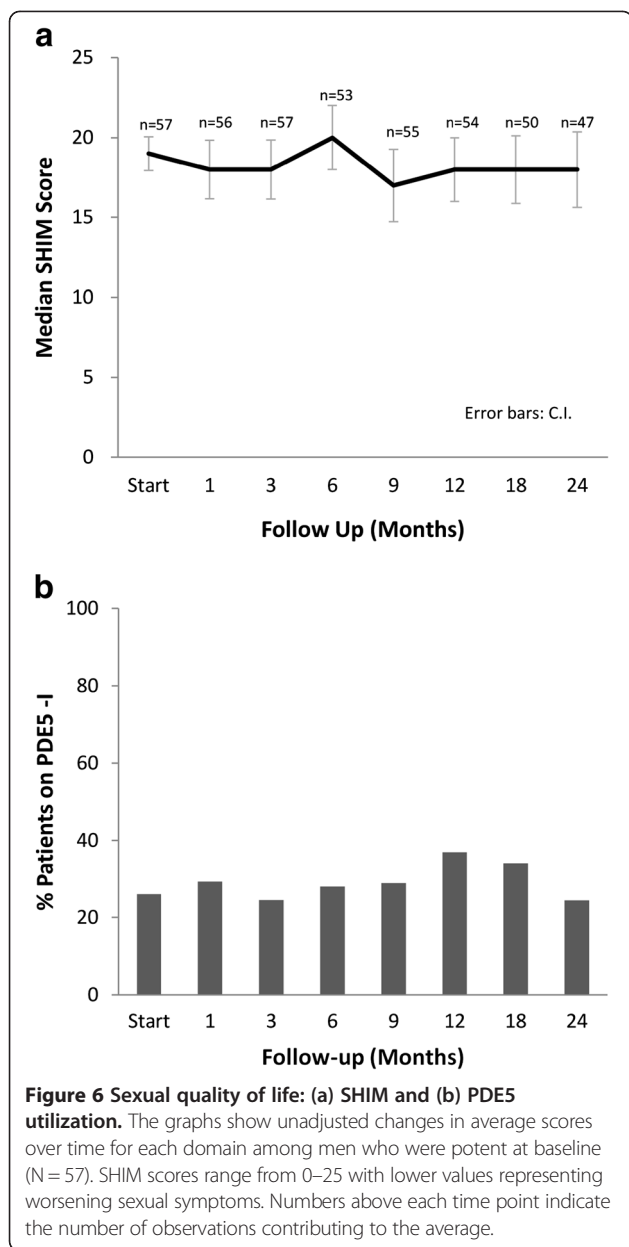 a
25
20
15
10
5
0
Median SHIM Score
n=57 n=56 n=57 n=53 n=55 n=54 n=50 n=47
Error bars: C.I.
Start 1 3 6 9 12 18 24
Follow Up (Months)
b
100
80
60
40
20
0
% Patients on PDE5 -I
Start 1 3 6 9 12 18 24
Follow-up (Months)
Figure 6 Sexual quality of life: (a) SHIM and (b) PDE5
utilization. The graphs show unadjusted changes in average scores
over time for each domain among men who were potent at baseline
(N = 57). SHIM scores range from 0–25 with lower values representing
worsening sexual symptoms. Numbers above each time point indicate
the number of observations contributing to the average.